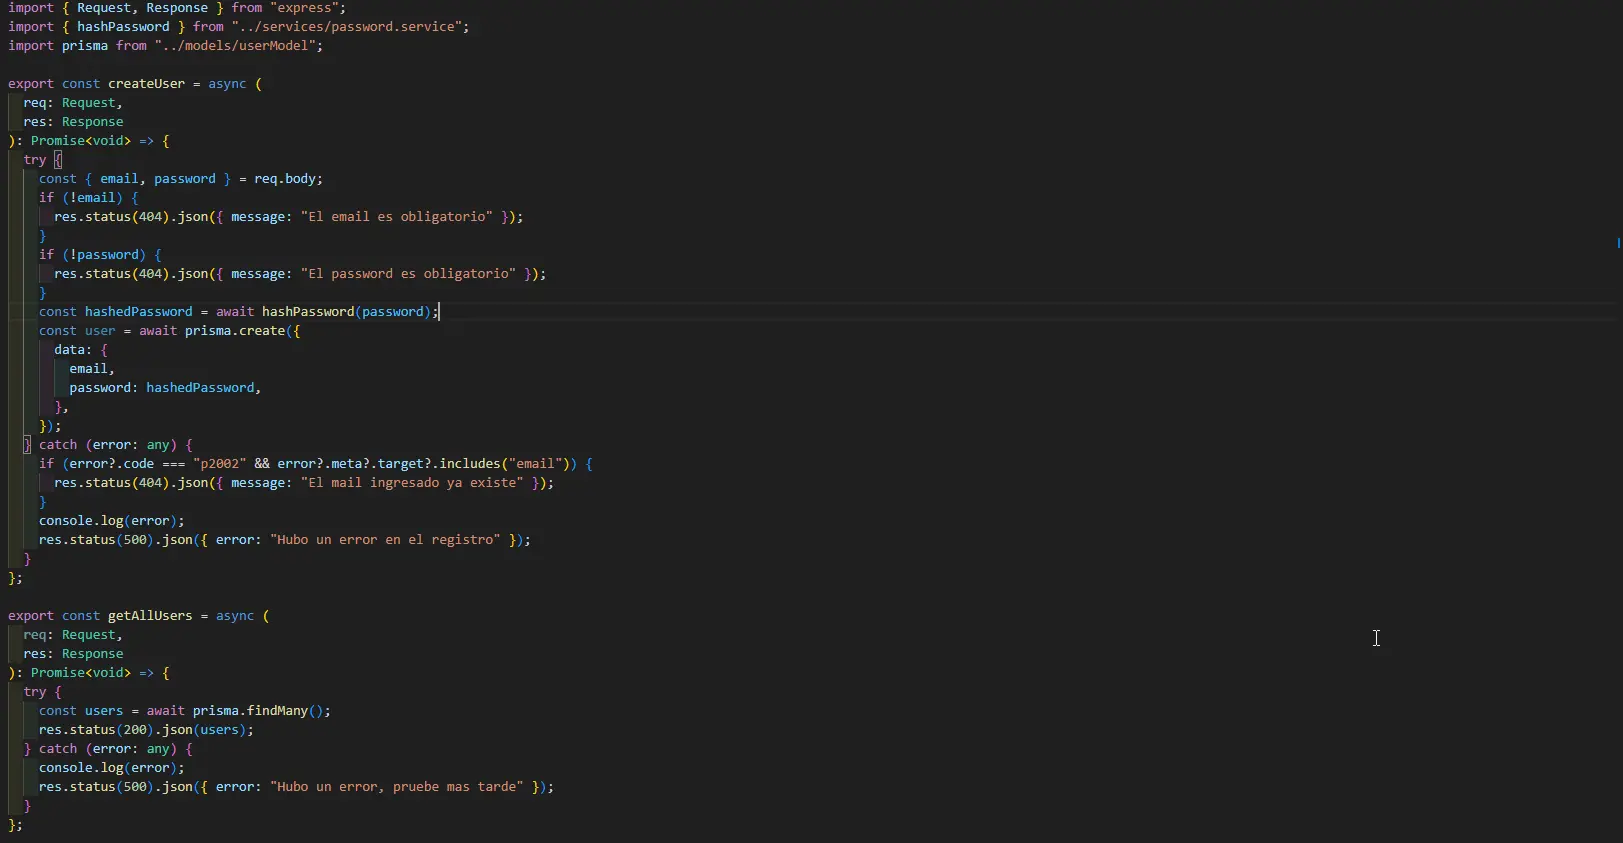 import { Request, Response } from "express";
import { hashPassword } from "../services/password.service";
import prisma from "../models/userModel";
export const createUser = async (
req: Request,
res: Response
): Promise<void> => {
try {
const { email, password } = req.body;
if (!email) {
res.status(404).json({ message: "El email es obligatorio" });
}
if (!password) {
res.status(404).json({ message: "El password es obligatorio" });
}
const hashedPassword = await hashPassword(password);
const user = await prisma.create({
data: {
email,
password: hashedPassword,
},
});
} catch (error: any) {
if (error?.code === "p2002" && error?.meta?.target?.includes("email")) {
res.status(404).json({ message: "El mail ingresado ya existe" });
}
console.log(error);
res.status(500).json({ error: "Hubo un error en el registro" });
}
};
export const getAllUsers = async (
req: Request,
res: Response
): Promise<void> => {
try {
const users = await prisma.findMany();
res.status(200).json(users);
} catch (error: any) {
console.log(error);
res.status(500).json({ error: "Hubo un error, pruebe mas tarde" });
}
};